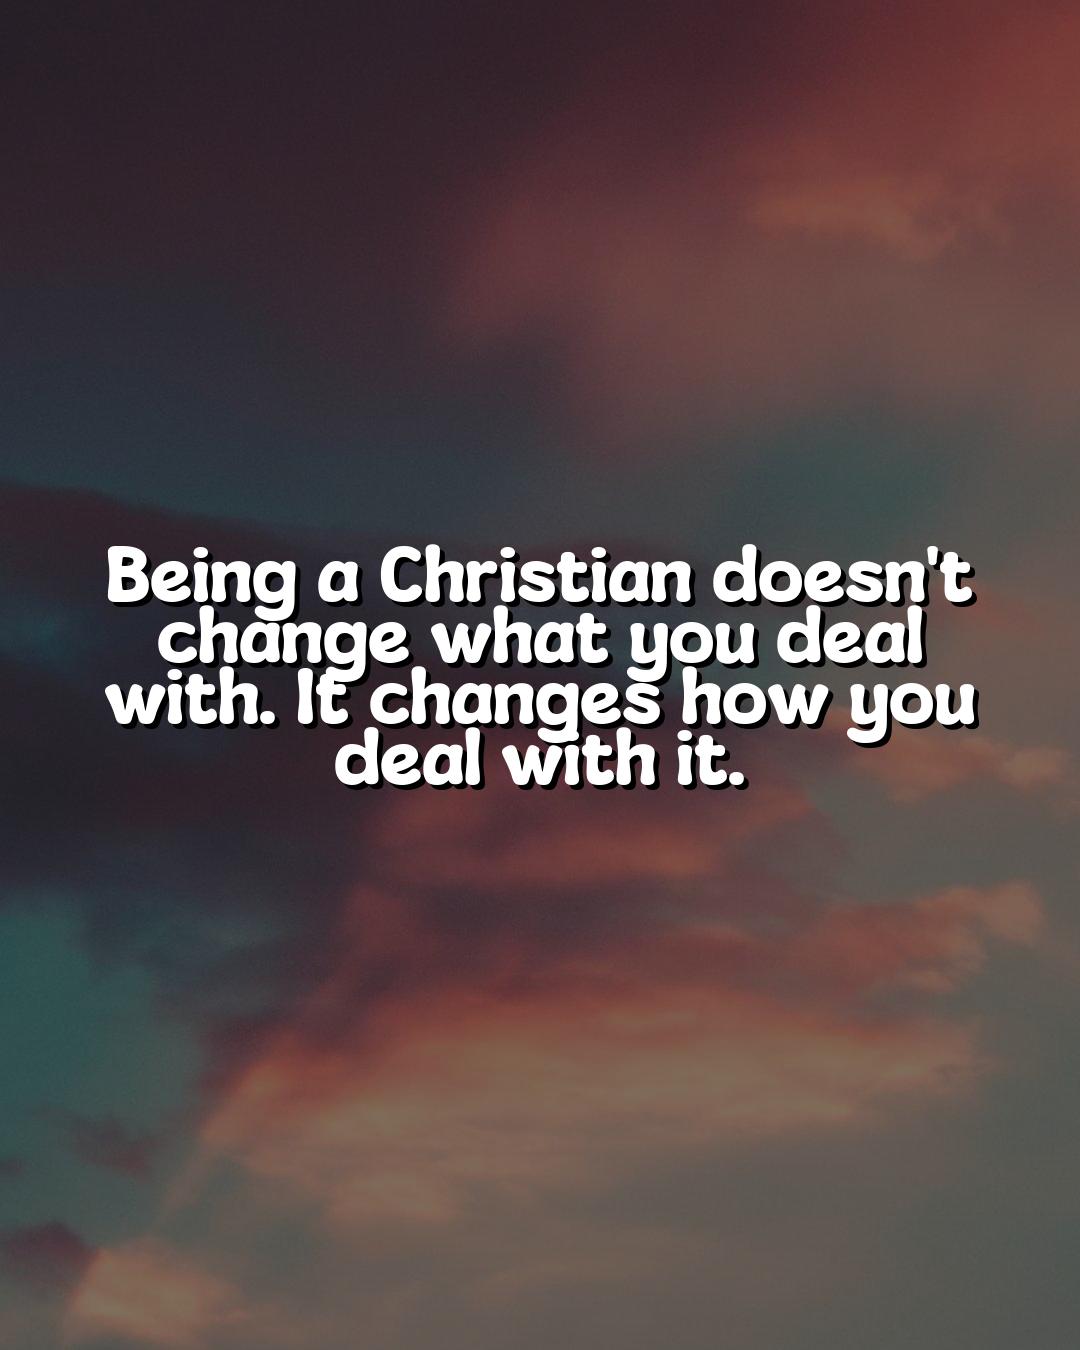 Being a Christian doesn't
change what you deal
with. It changes how you
deal with it.